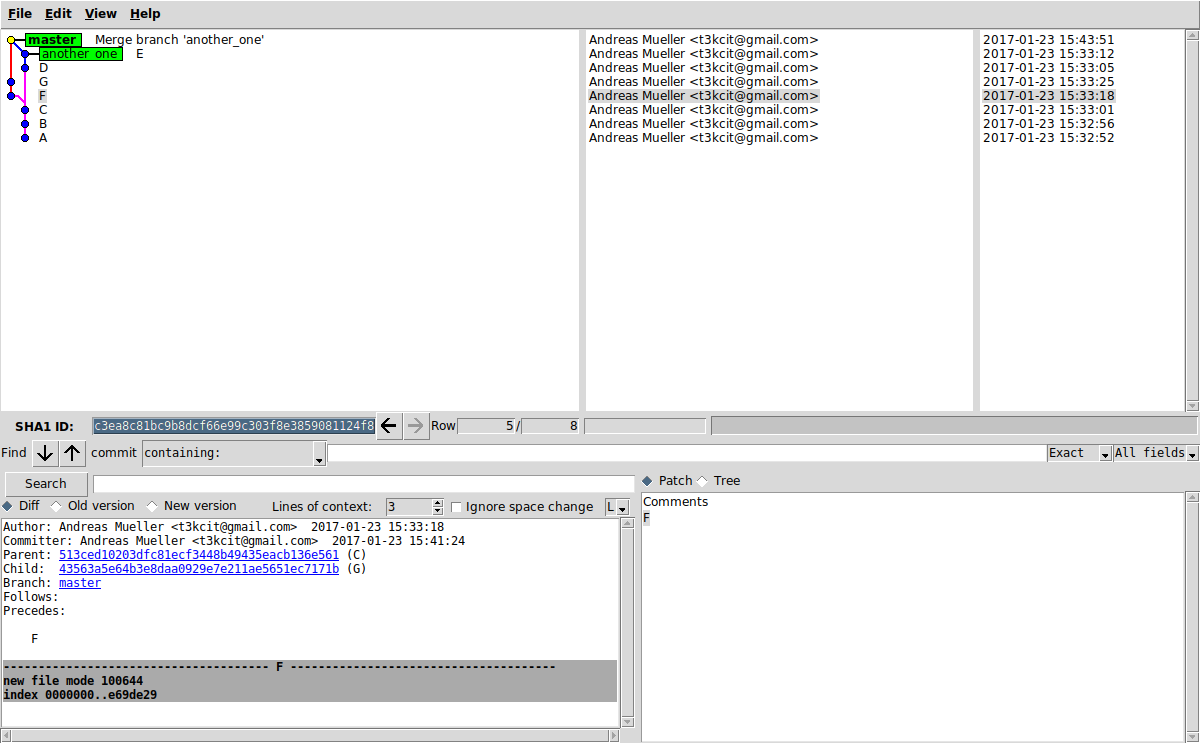 File Edit View Help
master Merge branch 'another_one' Andreas Mueller <t3kcit@gmail.com> 2017-01-23 15:43:51
another_one E Andreas Mueller <t3kcit@gmail.com> 2017-01-23 15:33:12
D Andreas Mueller <t3kcit@gmail.com> 2017-01-23 15:33:05
G Andreas Mueller <t3kcit@gmail.com> 2017-01-23 15:33:25
F Andreas Mueller <t3kcit@gmail.com> 2017-01-23 15:33:18
C Andreas Mueller <t3kcit@gmail.com> 2017-01-23 15:33:01
B Andreas Mueller <t3kcit@gmail.com> 2017-01-23 15:32:56
A Andreas Mueller <t3kcit@gmail.com> 2017-01-23 15:32:52
SHA1 ID: c3ea8c81bc9b8dcf66e99c303f8e3859081124f8 Row 5 / 8
Find commit containing: Exact All fields
Search
Diff Old version New version Lines of context: 3 Ignore space change L
Author: Andreas Mueller <t3kcit@gmail.com> 2017-01-23 15:33:18
Committer: Andreas Mueller <t3kcit@gmail.com> 2017-01-23 15:41:24
Parent: 513ced10203dfc81ecf3448b49435eacb136e561 (C)
Child: 43563a5e64b3e8daa0929e7e211ae5651ec7171b (G)
Branch: master
Follows:
Precedes:
F
-------------------------------------- F --------------------------------------
new file mode 100644
index 0000000..e69de29
Patch Tree
Comments
F